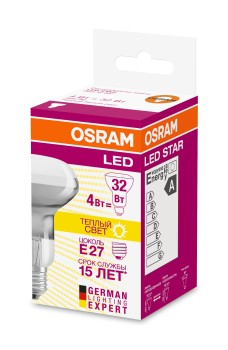 OSRAM
LED
4Вт=
32
Вт
ТЕПЛЫЙ
СВЕТ
ЦОКОЛЬ
E27
СРОК СЛУЖБЫ
15 ЛЕТ*
GERMAN
LIGHTING
EXPERT
OSRAM
LED STAR
Energy
A